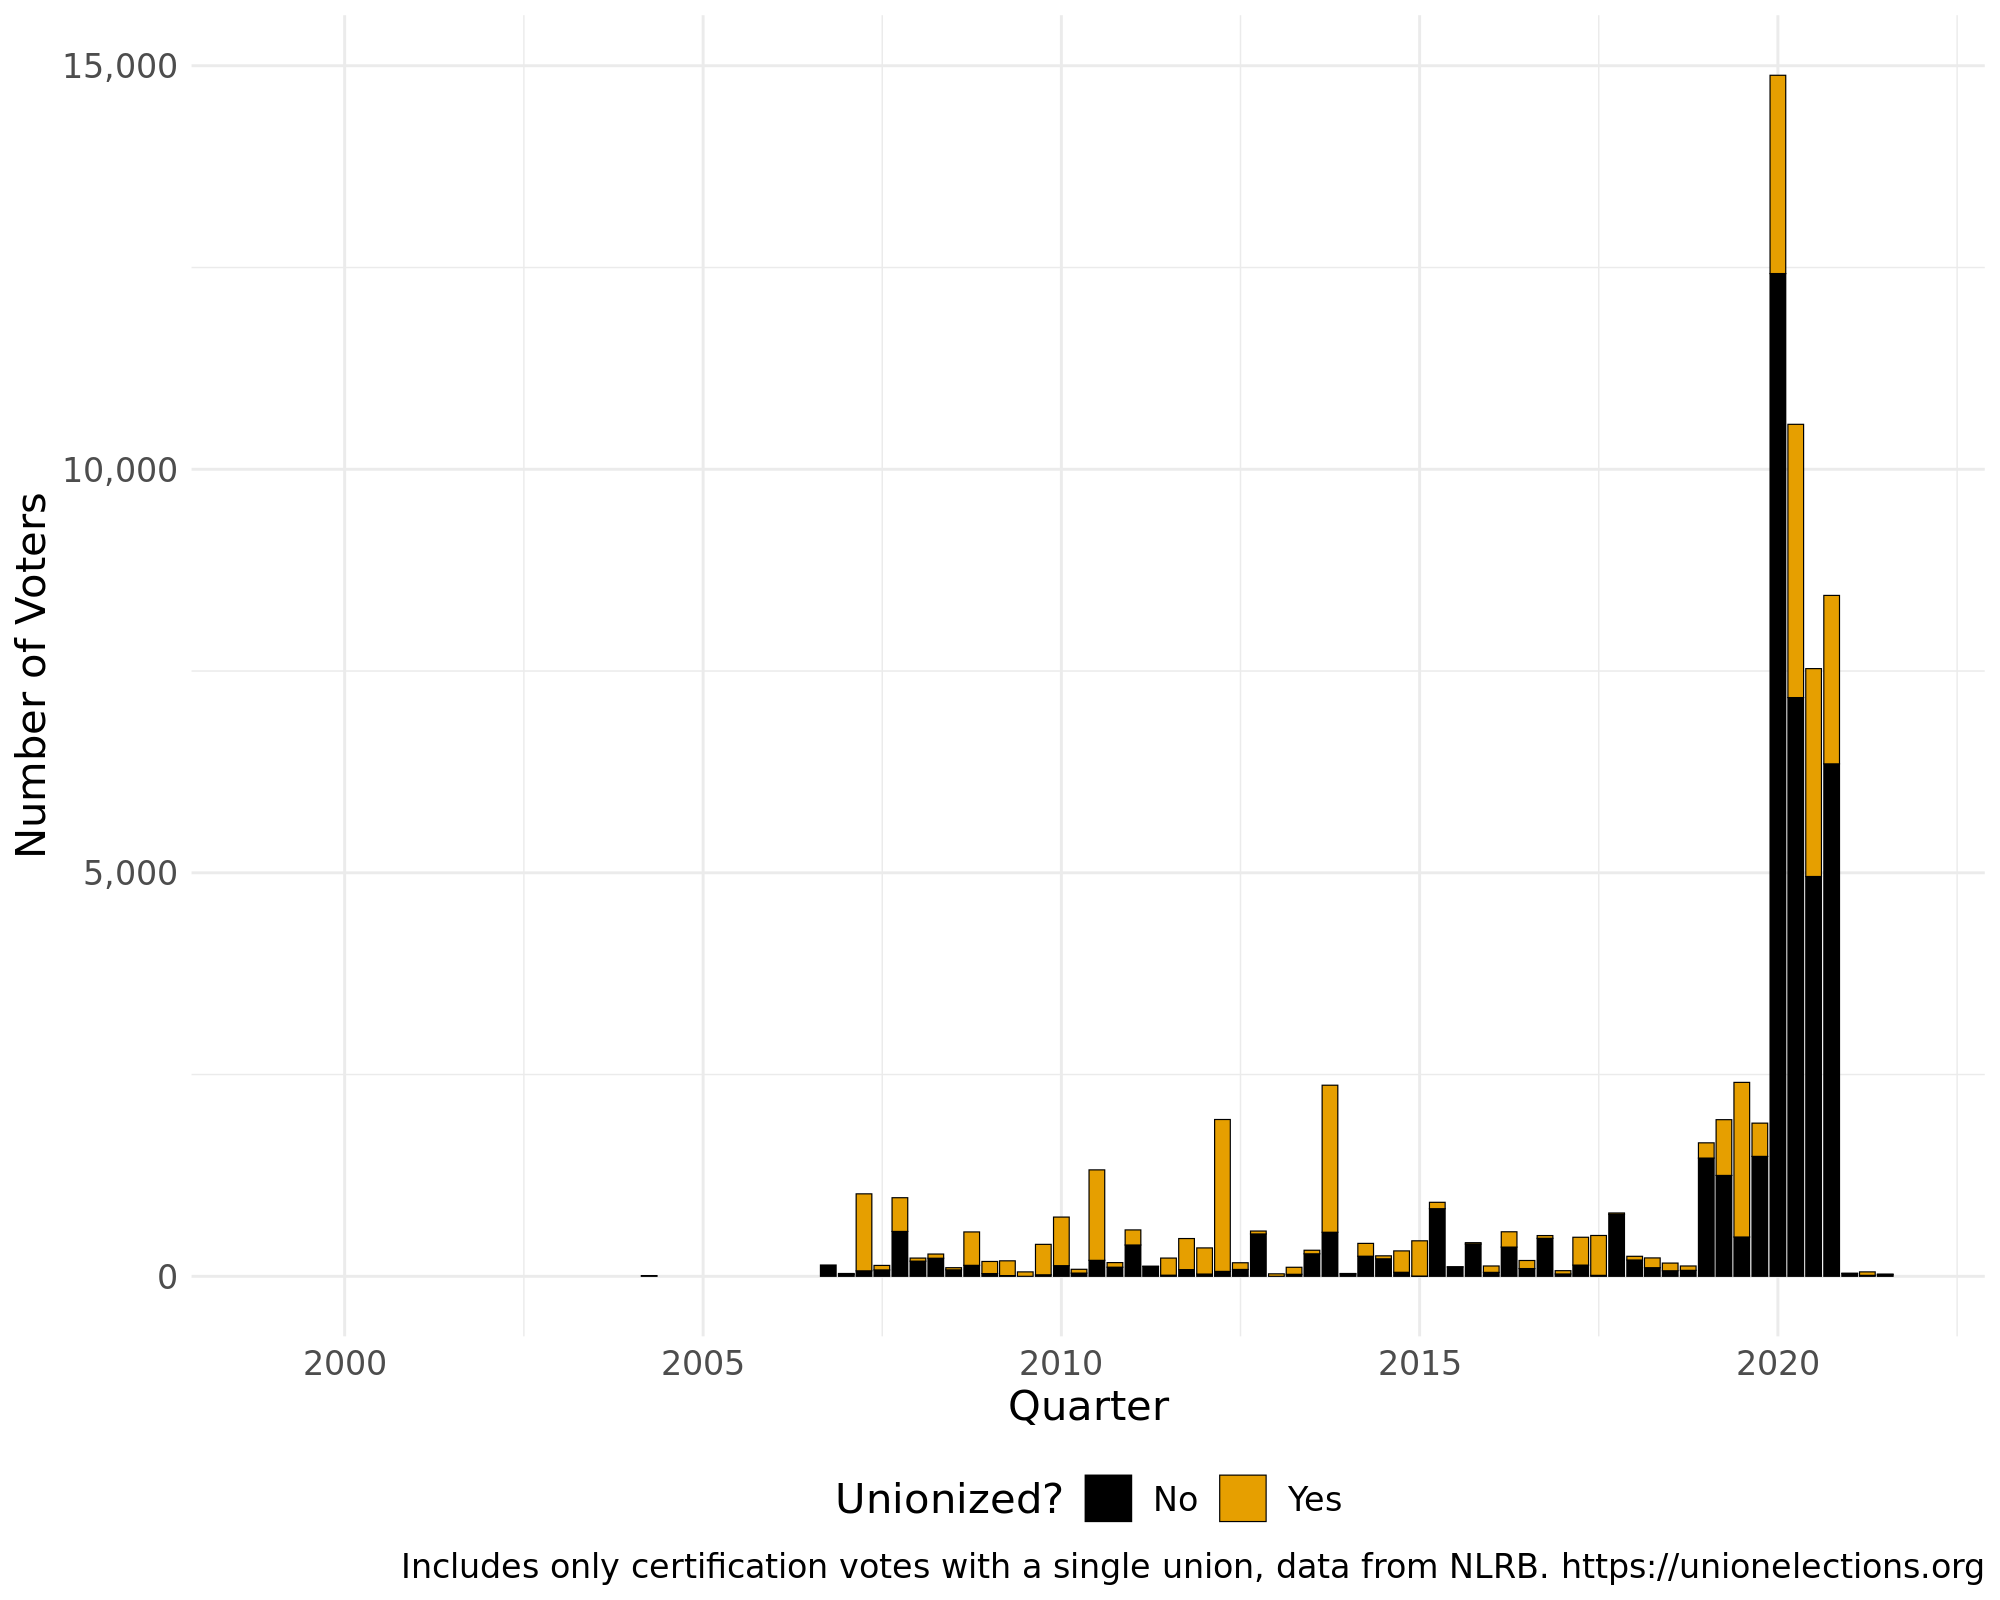 15,000
10,000
5,000
0
Number of Voters
2000 2005 2010 2015 2020
Quarter
Unionized? No Yes
Includes only certification votes with a single union, data from NLRB. https://unionelections.org